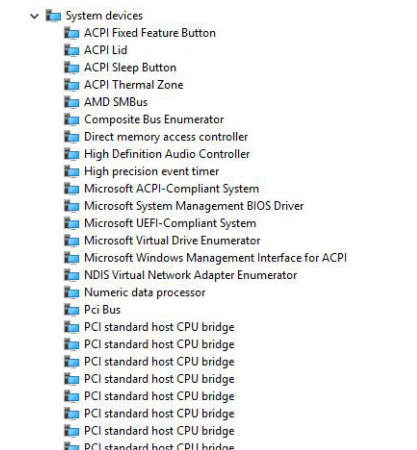 System devices
ACPI Fixed Feature Button
ACPI Lid
ACPI Sleep Button
ACPI Thermal Zone
AMD SMBus
Composite Bus Enumerator
Direct memory access controller
High Definition Audio Controller
High precision event timer
Microsoft ACPI-Compliant System
Microsoft System Management BIOS Driver
Microsoft UEFI-Compliant System
Microsoft Virtual Drive Enumerator
Microsoft Windows Management Interface for ACPI
NDIS Virtual Network Adapter Enumerator
Numeric data processor
Pci Bus
PCI standard host CPU bridge
PCI standard host CPU bridge
PCI standard host CPU bridge
PCI standard host CPU bridge
PCI standard host CPU bridge
PCI standard host CPU bridge
PCI standard host CPU bridge
PCI standard host CPU bridge